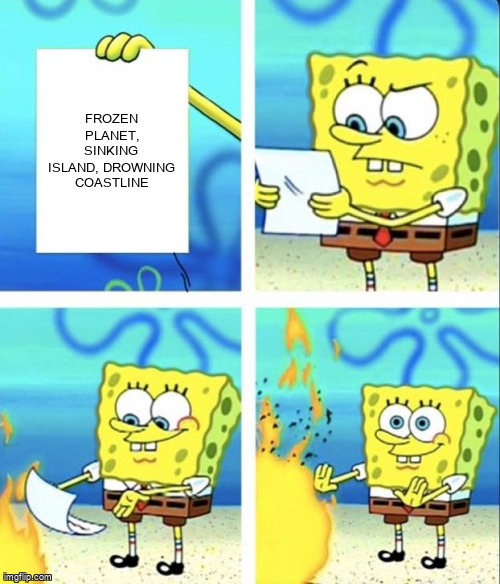 FROZEN
PLANET,
SINKING
ISLAND, DROWNING
COASTLINE
imgflip.com